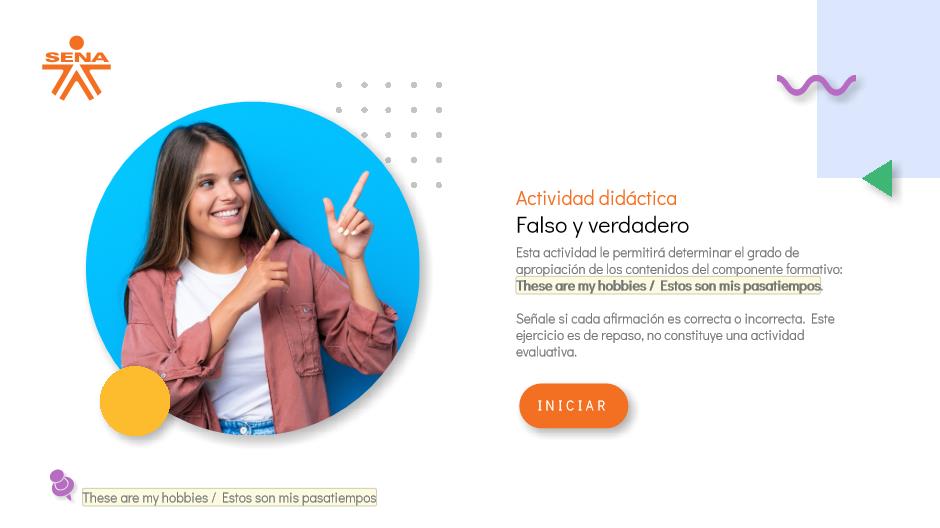 SENA
Actividad didáctica
Falso y verdadero
Esta actividad le permitirá determinar el grado de
apropiación de los contenidos del componente formativo:
These are my hobbies / Estos son mis pasatiempos.
Señale si cada afirmación es correcta o incorrecta. Este
ejercicio es de repaso, no constituye una actividad
evaluativa.
INICIAR
These are my hobbies / Estos son mis pasatiempos